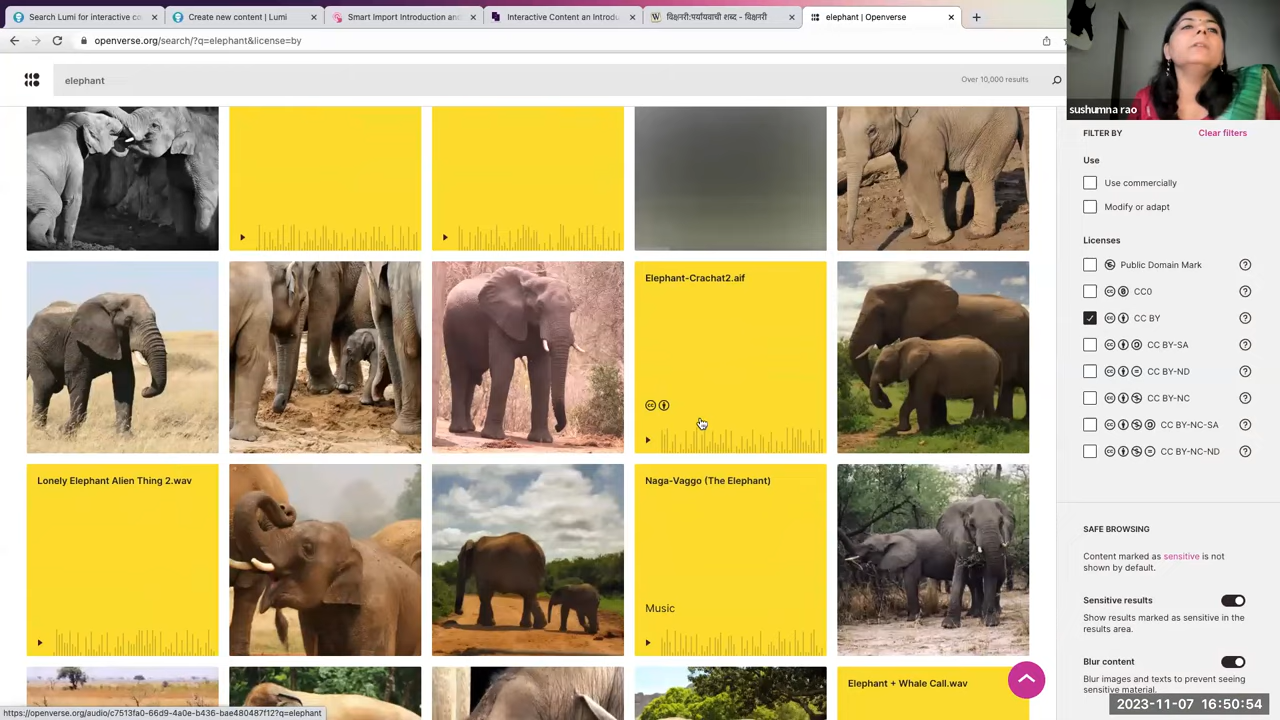 Search Lumi for interactive co
Create new content | Lumi
Smart Import Introduction and
Interactive Content an Introdu
विक्षनरी:पर्यायवाची शब्द - विक्षनरी
elephant | Openverse
openverse.org/search/?q=elephant&license=by
elephant
Over 10,000 results
sushumna rao
FILTER BY
Clear filters
Use
Use commercially
Modify or adapt
Licenses
Public Domain Mark
CC0
CC BY
CC BY-SA
CC BY-ND
CC BY-NC
CC BY-NC-SA
CC BY-NC-ND
Elephant-Crachat2.aif
Lonely Elephant Alien Thing 2.wav
Naga-Vaggo (The Elephant)
Music
Elephant + Whale Call.wav
SAFE BROWSING
Content marked as sensitive is not
shown by default.
Sensitive results
Show results marked as sensitive in the
results area.
Blur content
Blur images and texts to prevent seeing
sensitive material.
2023-11-07 16:50:54
https://openverse.org/audio/c7513fa0-66d9-4a0e-b436-bae480487f12?q=elephant